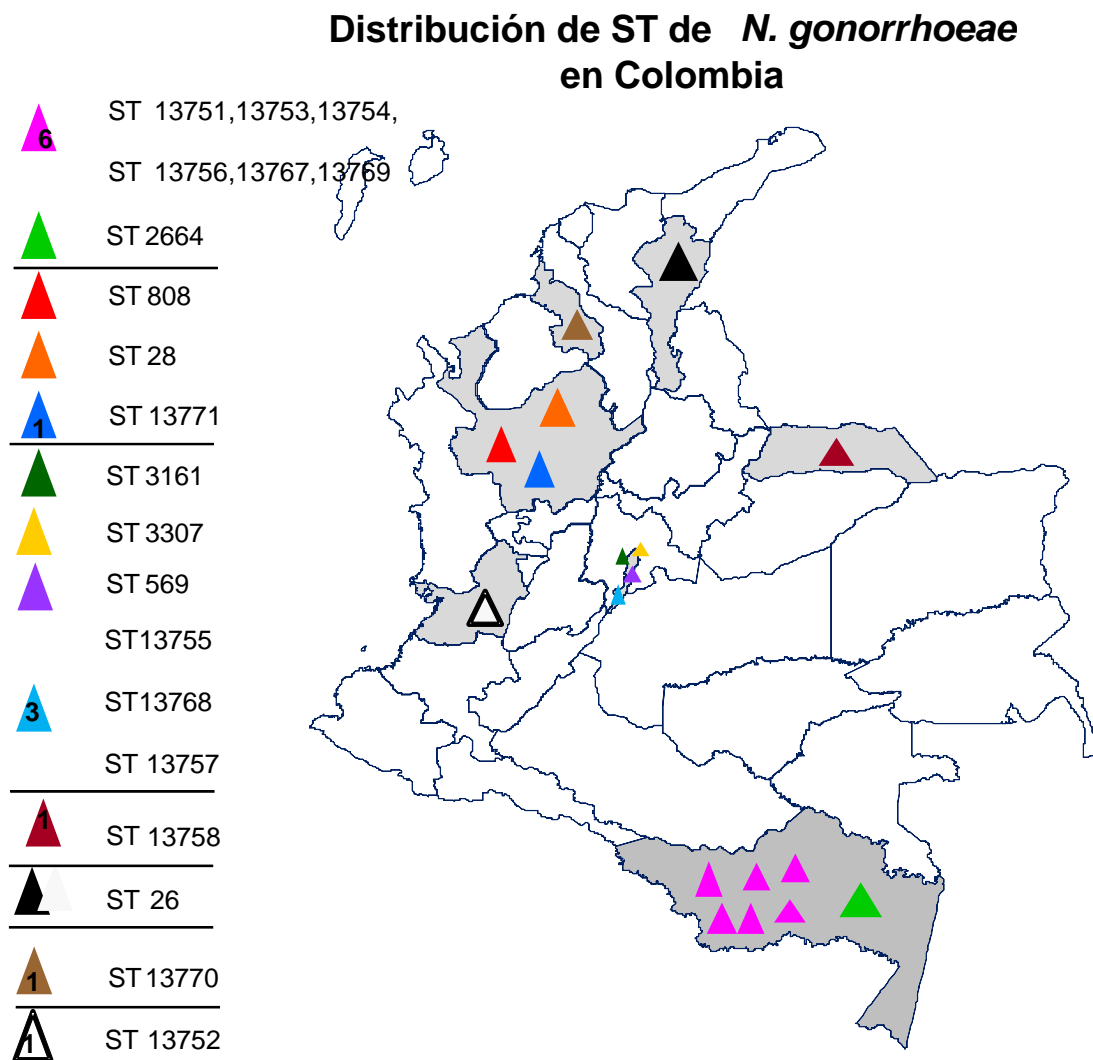 Distribución de ST de N. gonorrhoeae
en Colombia
6 ST 13751,13753,13754,
ST 13756,13767,13769
ST 2664
ST 808
ST 28
1 ST 13771
ST 3161
ST 3307
ST 569
ST13755
3 ST13768
ST 13757
1 ST 13758
ST 26
1 ST 13770
1 ST 13752